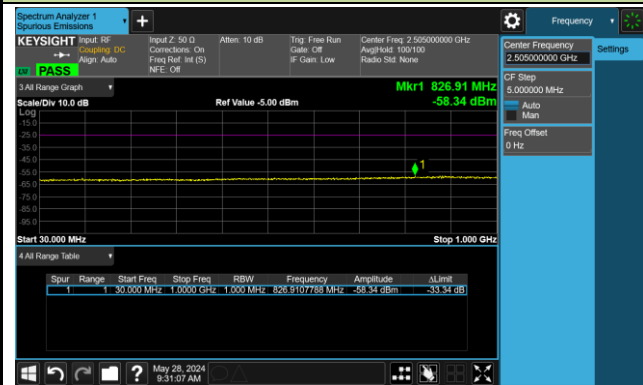 Spectrum Analyzer 1
Spurious Emissions
Frequency
KEYSIGHT
Input: RF
Coupling: DC
Align: Auto
Input Z: 50 Ω
Corrections: On
Freq Ref: Int (S)
NFE: Off
Atten: 10 dB
Trig: Free Run
Gate: Off
IF Gain: Low
Center Freq: 2.505000000 GHz
Avg|Hold: 100/100
Radio Std: None
PASS
Center Frequency
2.505000000 GHz
Settings
CF Step
5.000000 MHz
Auto
Man
Freq Offset
0 Hz
3 All Range Graph
Mkr1 826.91 MHz
Scale/Div 10.0 dB
Ref Value -5.00 dBm
-58.34 dBm
Log
-15.0
-25.0
-35.0
-45.0
-55.0
-65.0
-75.0
-85.0
-95.0
1
Start 30.000 MHz
Stop 1.000 GHz
4 All Range Table
Spur Range Start Freq Stop Freq RBW Frequency Amplitude ΔLimit
1 1 30.000 MHz 1.0000 GHz 1.000 MHz 826.9107788 MHz -58.34 dBm -33.34 dB
?
May 28, 2024
9:31:07 AM